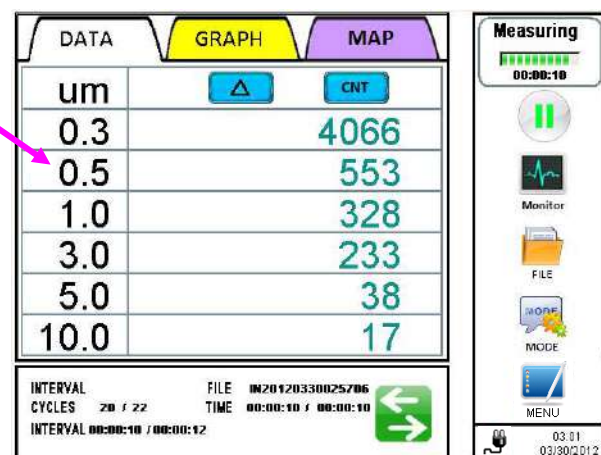 DATA GRAPH MAP
um Δ CNT
0.3 4066
0.5 553
1.0 328
3.0 233
5.0 38
10.0 17
INTERVAL FILE IN20120330025706
CYCLES 20 / 22 TIME 00:00:10 / 00:00:10
INTERVAL 00:00:10 / 00:00:12
Measuring
00:00:10
Monitor
FILE
MODE
MODE
MENU
03:01
03/30/2012